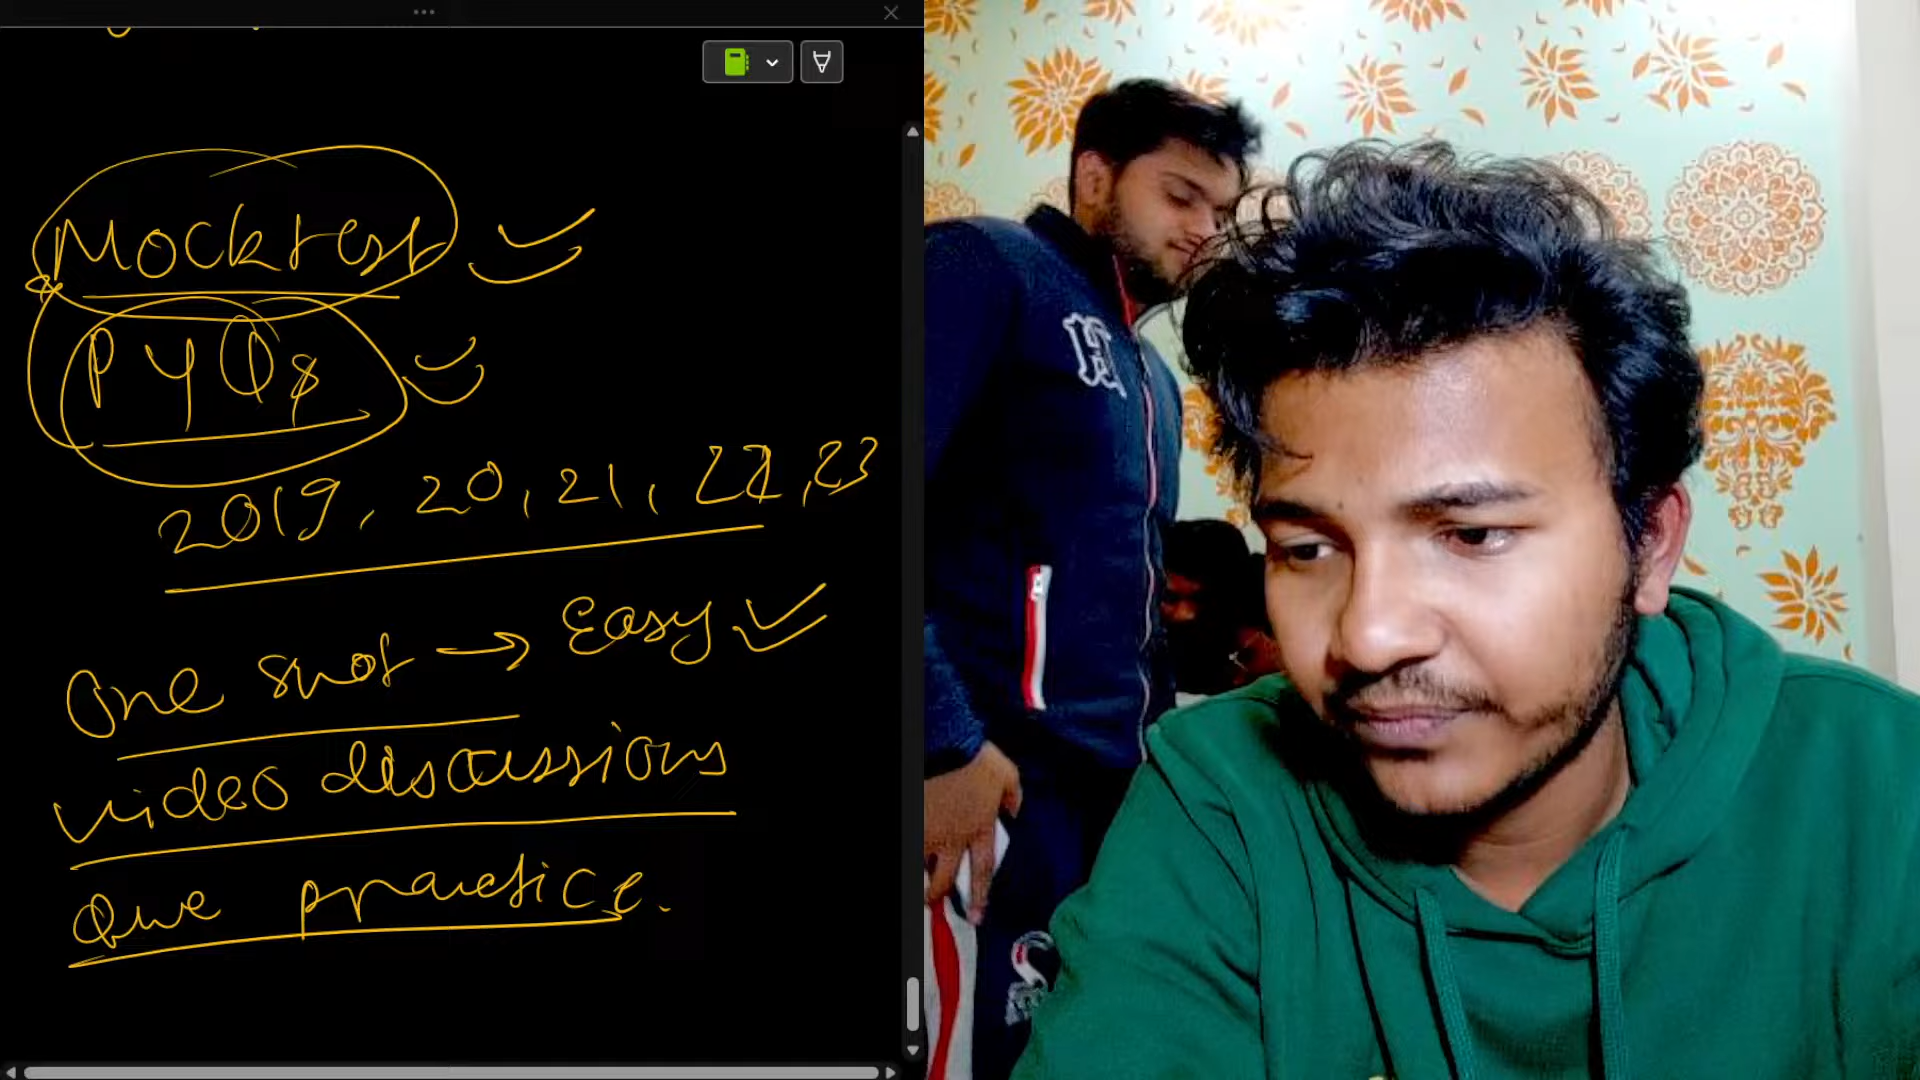 Mocktest
PYQs
2019, 20, 21, 22, 23
One shot → Easy
video discussions
Que practice.
H